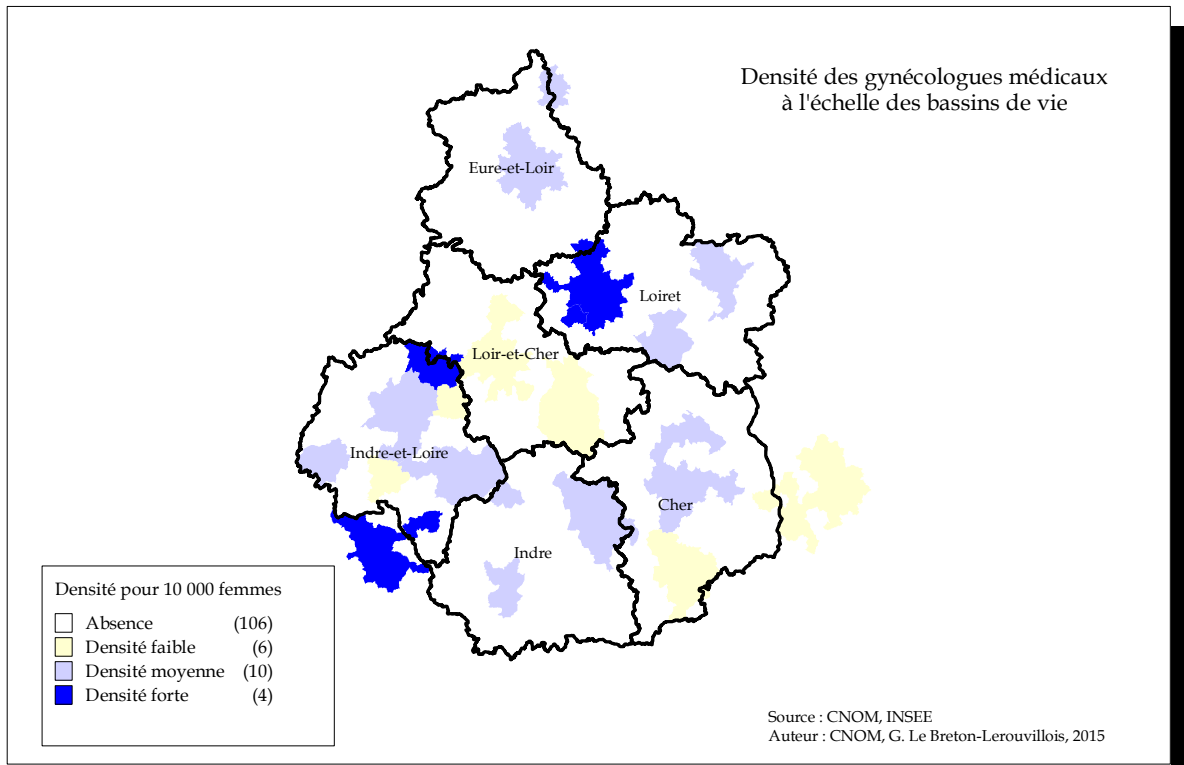 Densité des gynécologues médicaux
à l'échelle des bassins de vie
Eure-et-Loir
Loiret
Loir-et-Cher
Indre-et-Loire
Cher
Indre
Densité pour 10 000 femmes
Absence (106)
Densité faible (6)
Densité moyenne (10)
Densité forte (4)
Source : CNOM, INSEE
Auteur : CNOM, G. Le Breton-Lerouvillois, 2015